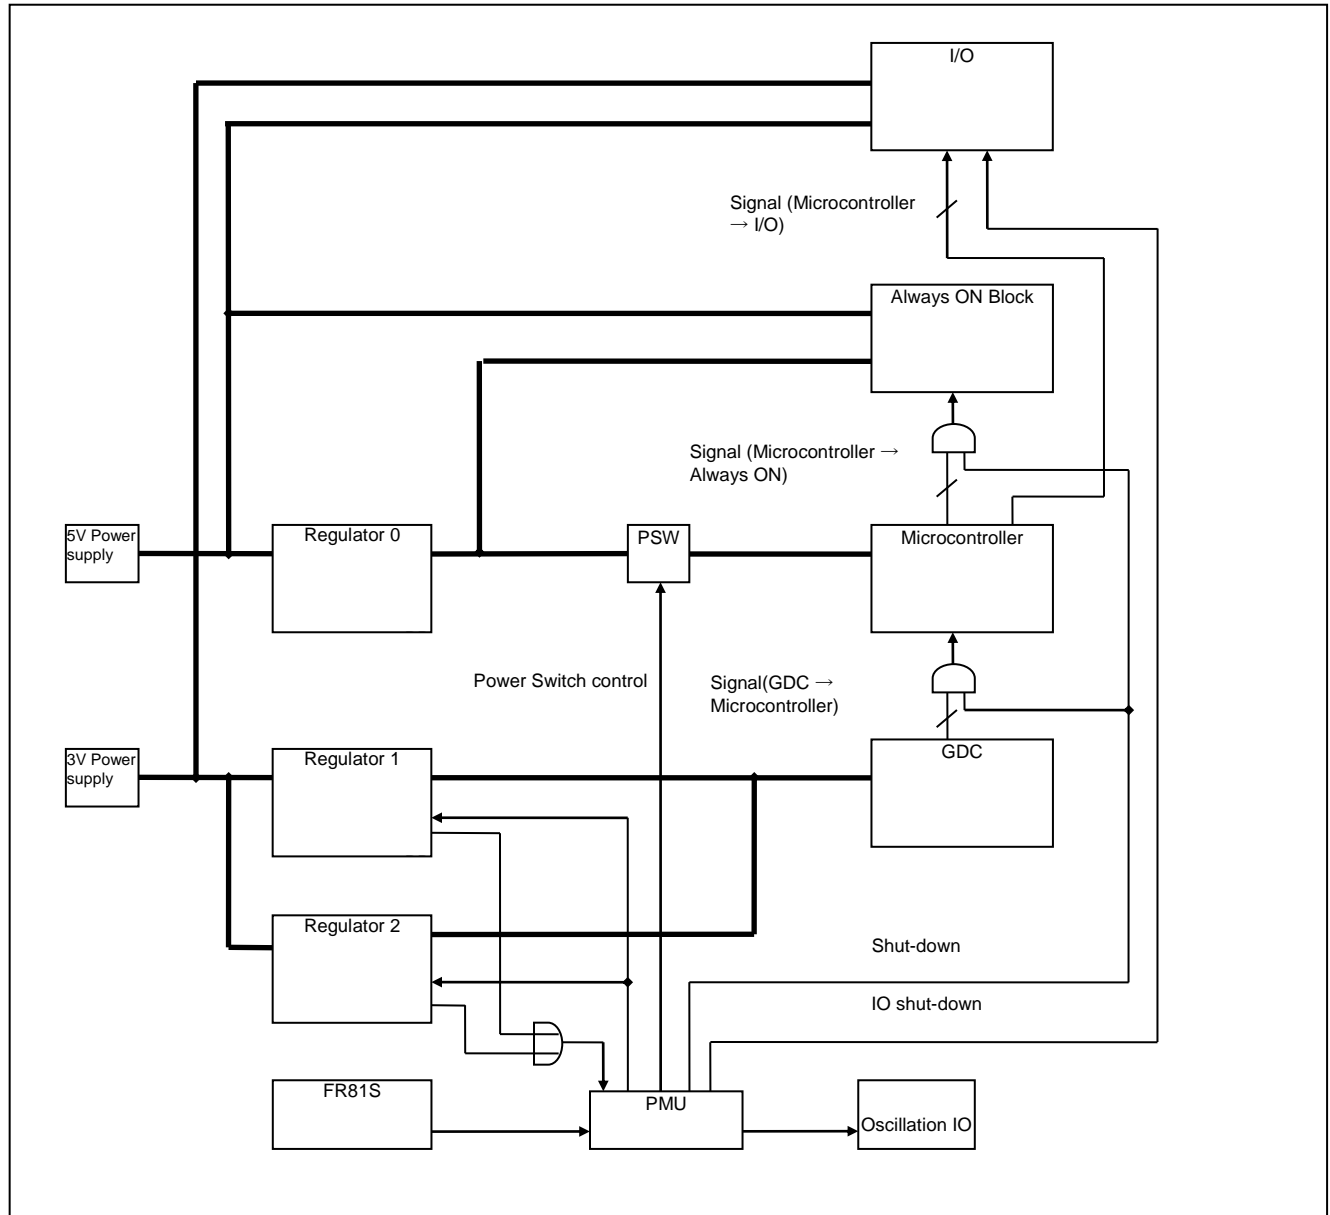 I/O
Signal (Microcontroller
→ I/O)
Always ON Block
Signal (Microcontroller →
Always ON)
5V Power
supply
Regulator 0
PSW
Microcontroller
Power Switch control
Signal(GDC →
Microcontroller)
3V Power
supply
Regulator 1
GDC
Regulator 2
Shut-down
IO shut-down
FR81S
PMU
Oscillation IO